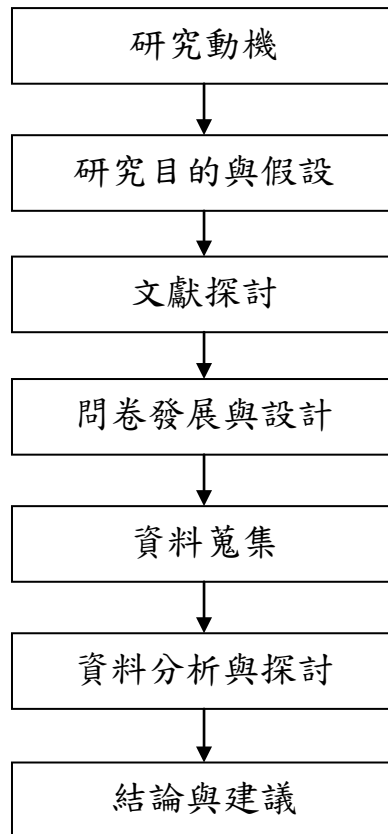 研究動機
研究目的與假設
文獻探討
問卷發展與設計
資料蒐集
資料分析與探討
結論與建議